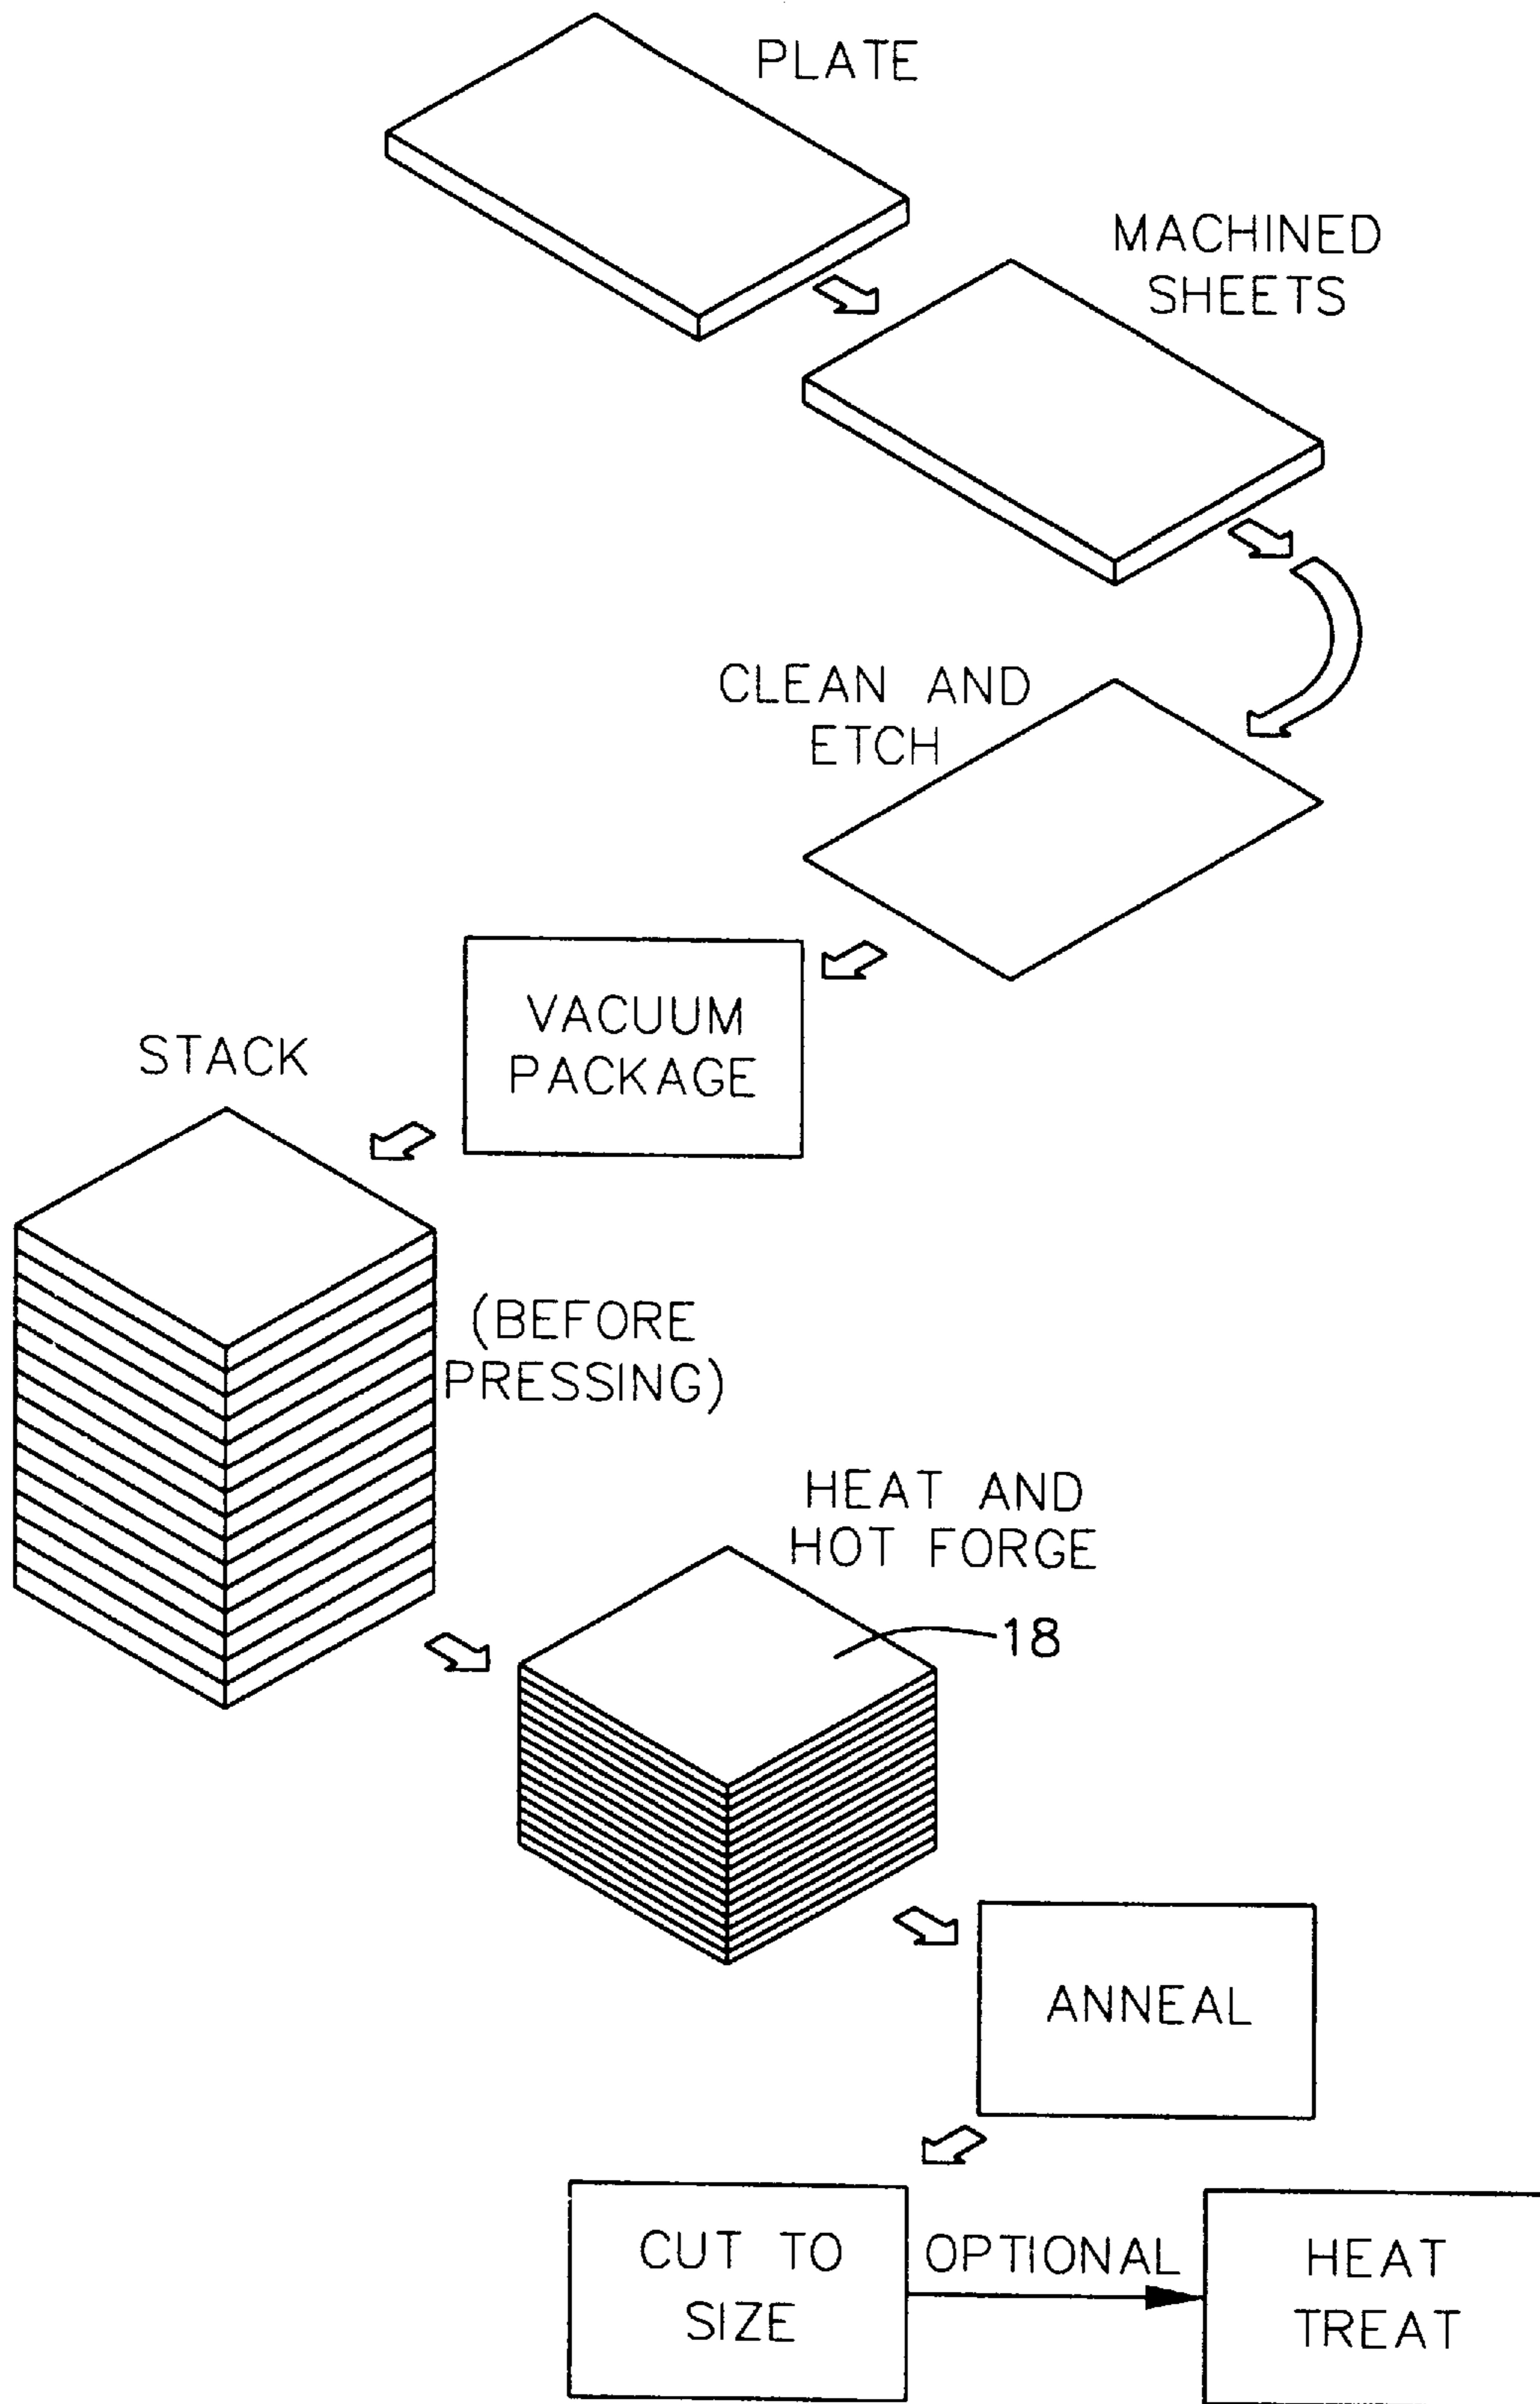 PLATE
MACHINED
SHEETS
CLEAN AND
ETCH
VACUUM
PACKAGE
STACK
(BEFORE
PRESSING)
HEAT AND
HOT FORGE
18
ANNEAL
CUT TO
SIZE
OPTIONAL
HEAT
TREAT